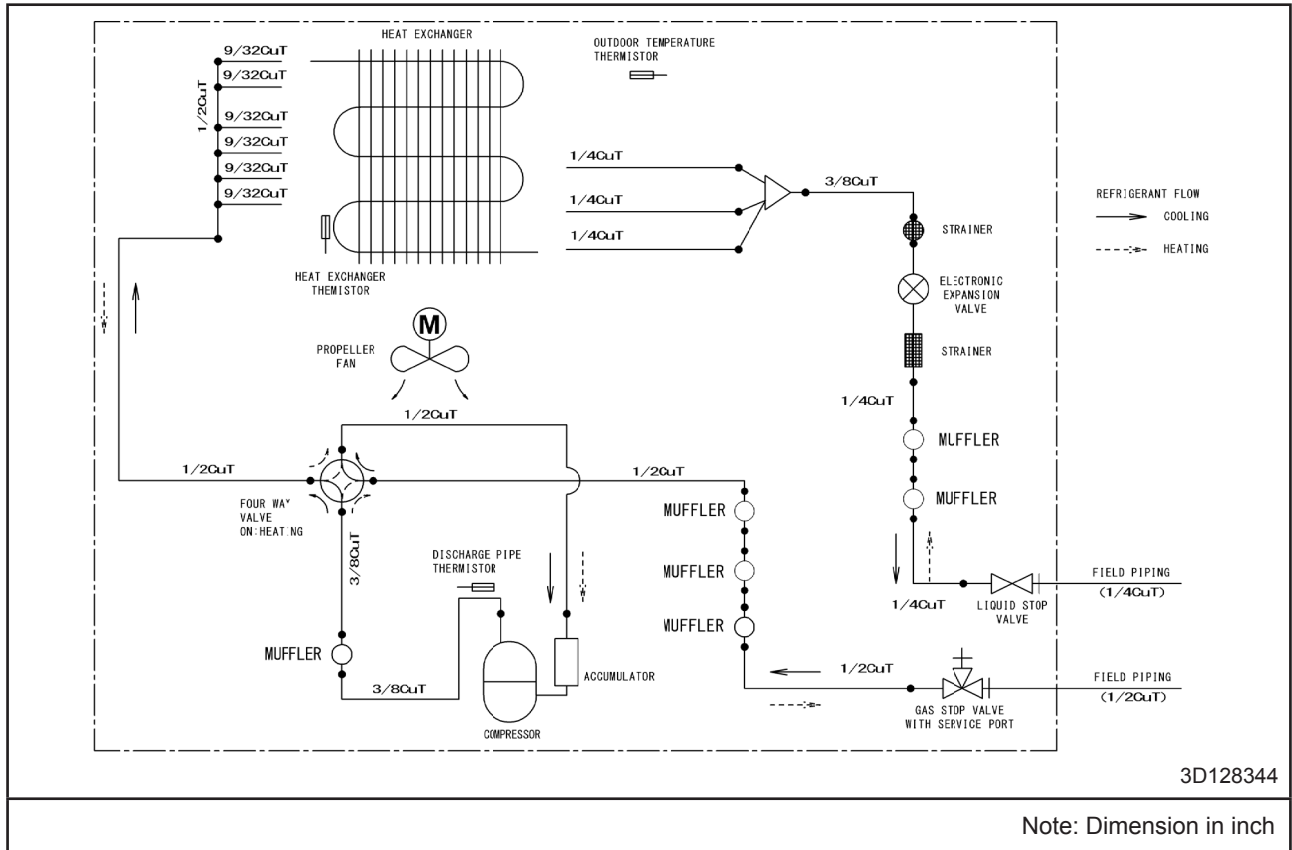 HEAT EXCHANGER
OUTDOOR TEMPERATURE
THERMISTOR
9/32CuT
9/32CuT
9/32CuT
9/32CuT
9/32CuT
9/32CuT
1/2CuT
1/4CuT
1/4CuT
1/4CuT
3/8CuT
REFRIGERANT FLOW
COOLING
HEATING
STRAINER
ELECTRONIC
EXPANSION
VALVE
STRAINER
HEAT EXCHANGER
THEMISTOR
M
PROPELLER
FAN
1/2CuT
1/4CuT
MUFFLER
MUFFLER
1/2CuT
1/2CuT
FOUR WAY
VALVE
ON:HEATING
MUFFLER
MUFFLER
MUFFLER
3/8CuT
DISCHARGE PIPE
THERMISTOR
1/4CuT
LIQUID STOP
VALVE
FIELD PIPING
(1/4CuT)
MUFFLER
3/8CuT
ACCUMULATOR
COMPRESSOR
1/2CuT
GAS STOP VALVE
WITH SERVICE PORT
FIELD PIPING
(1/2CuT)
3D128344
Note: Dimension in inch